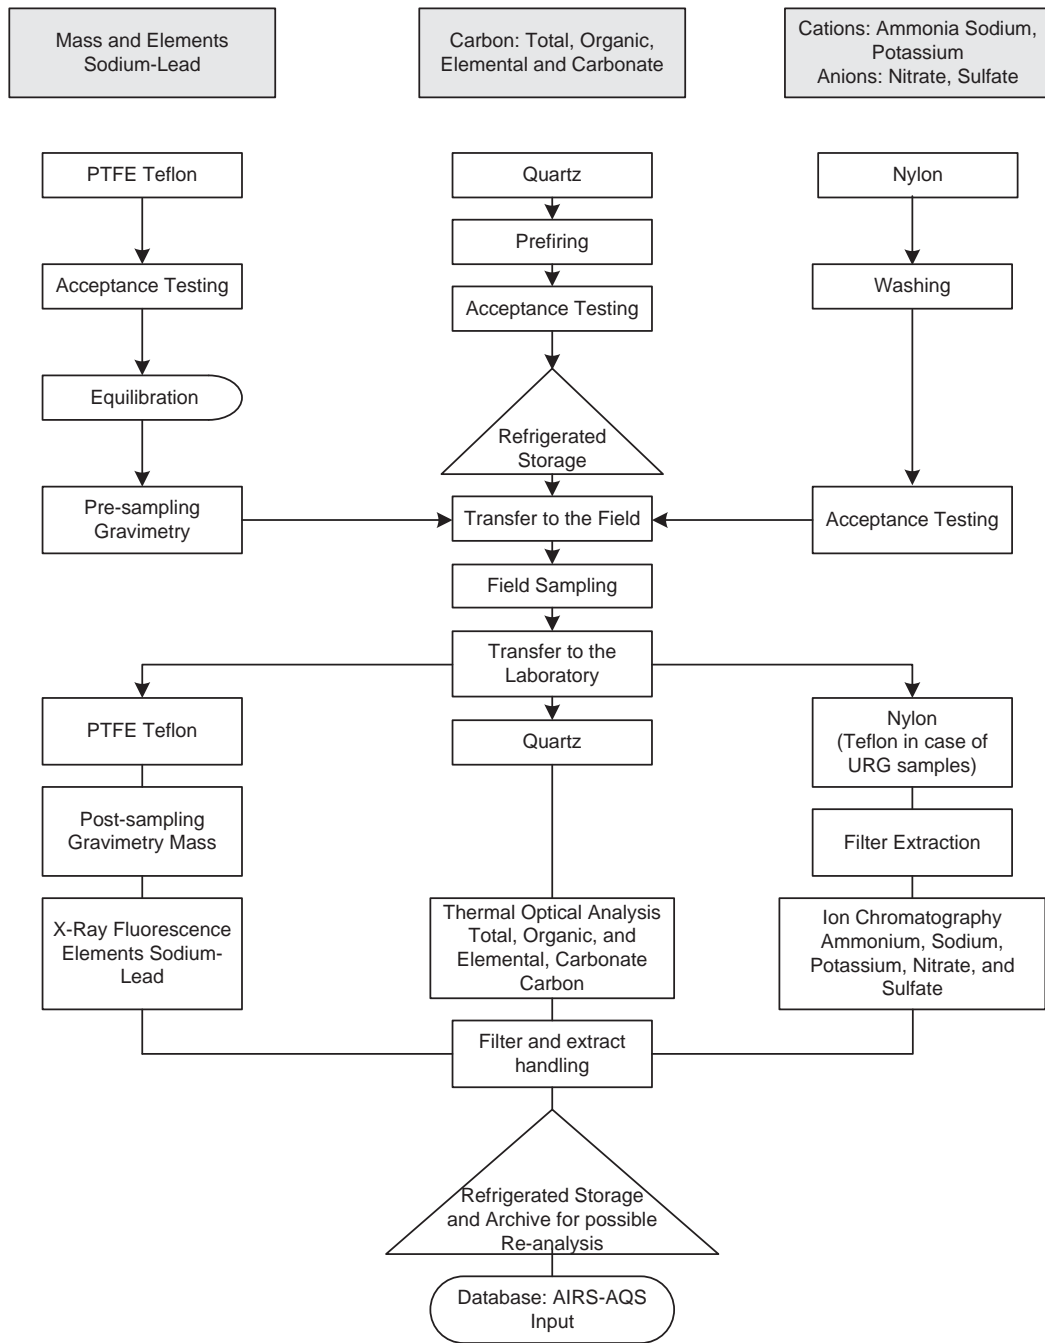 Mass and Elements
Sodium-Lead
Carbon: Total, Organic,
Elemental and Carbonate
Cations: Ammonia Sodium,
Potassium
Anions: Nitrate, Sulfate
PTFE Teflon
Quartz
Nylon
Prefiring
Acceptance Testing
Acceptance Testing
Washing
Equilibration
Refrigerated
Storage
Pre-sampling
Gravimetry
Transfer to the Field
Acceptance Testing
Field Sampling
Transfer to the
Laboratory
PTFE Teflon
Quartz
Nylon
(Teflon in case of
URG samples)
Post-sampling
Gravimetry Mass
Filter Extraction
X-Ray Fluorescence
Elements Sodium-
Lead
Thermal Optical Analysis
Total, Organic, and
Elemental, Carbonate
Carbon
Ion Chromatography
Ammonium, Sodium,
Potassium, Nitrate, and
Sulfate
Filter and extract
handling
Refrigerated Storage
and Archive for possible
Re-analysis
Database: AIRS-AQS
Input